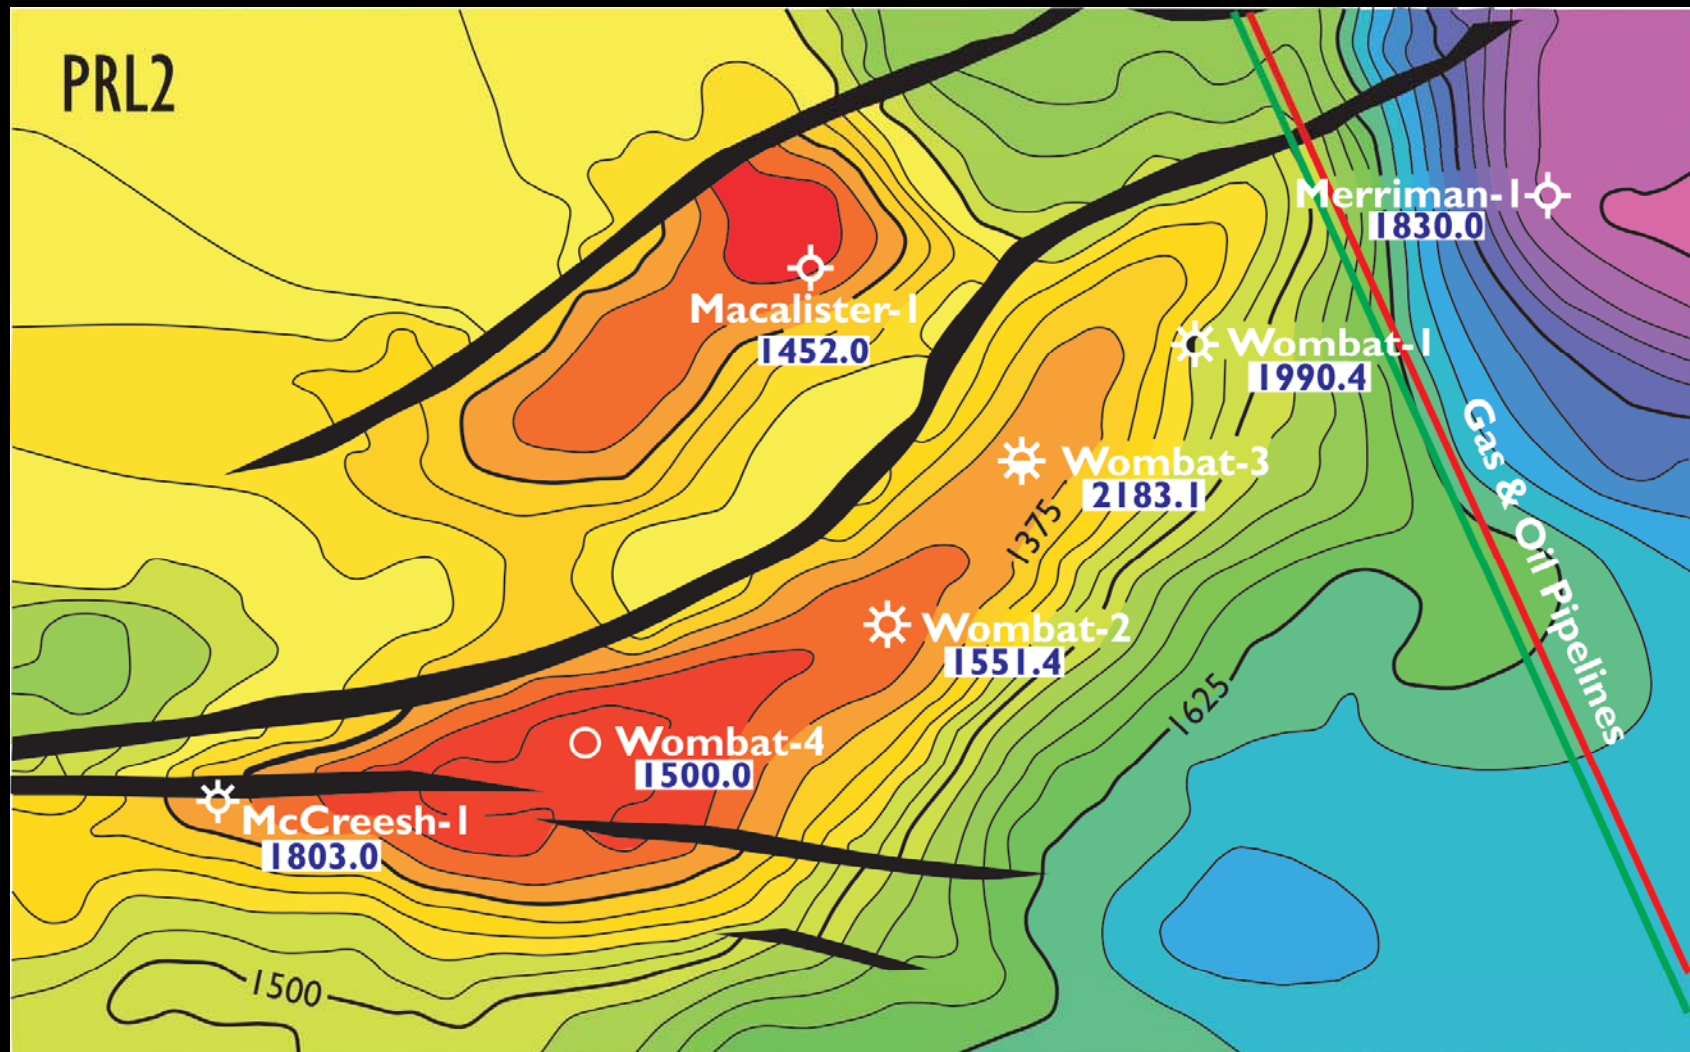 PRL2
Merriman-1
1830.0
Macalister-1
1452.0
Wombat-1
1990.4
Wombat-3
2183.1
1375
Gas & Oil Pipelines
Wombat-2
1551.4
1625
Wombat-4
1500.0
McCreesh-1
1803.0
1500